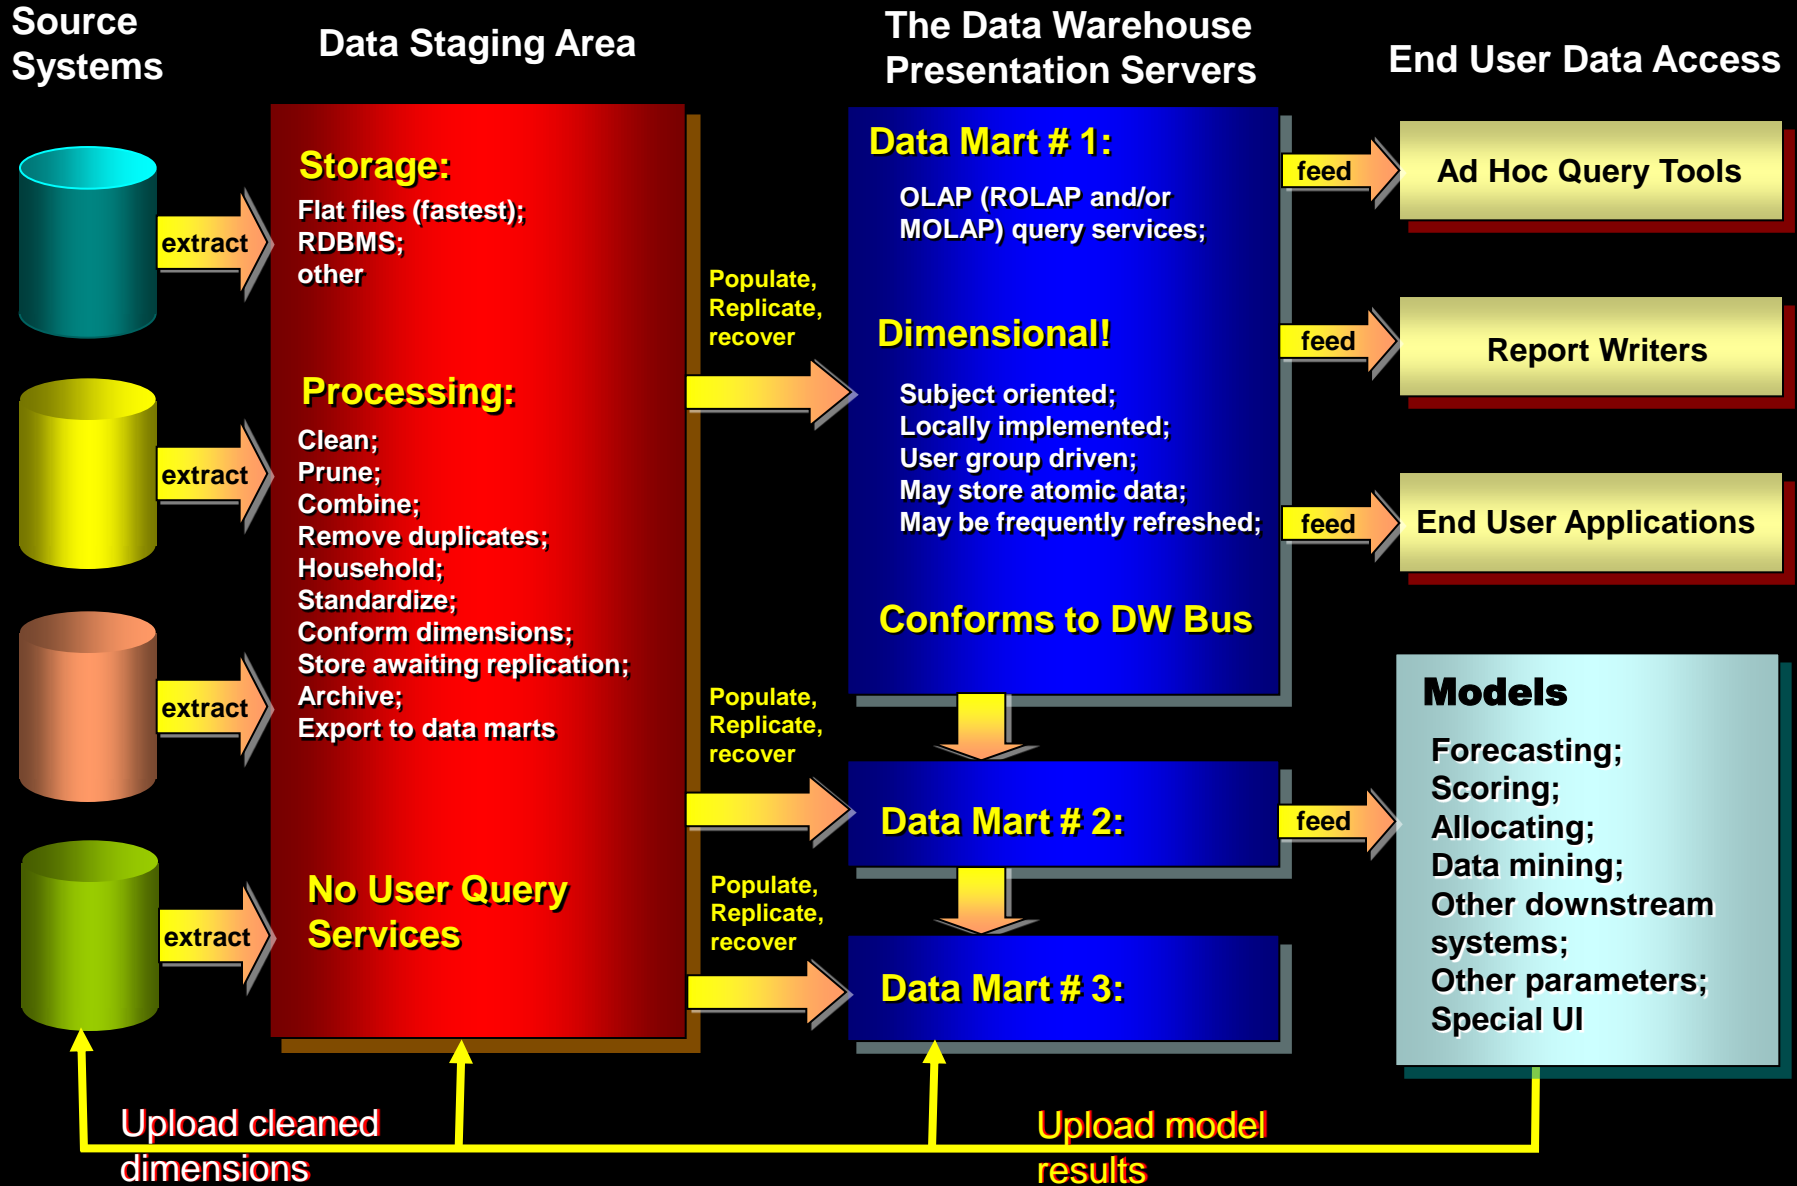 Source
Systems
Data Staging Area
The Data Warehouse
Presentation Servers
End User Data Access
extract
extract
extract
extract
Storage:
Flat files (fastest);
RDBMS;
other
Processing:
Clean;
Prune;
Combine;
Remove duplicates;
Household;
Standardize;
Conform dimensions;
Store awaiting replication;
Archive;
Export to data marts
No User Query
Services
Populate,
Replicate,
recover
Populate,
Replicate,
recover
Populate,
Replicate,
recover
Data Mart # 1:
OLAP (ROLAP and/or
MOLAP) query services;
Dimensional!
Subject oriented;
Locally implemented;
User group driven;
May store atomic data;
May be frequently refreshed;
Conforms to DW Bus
Data Mart # 2:
Data Mart # 3:
feed
feed
feed
feed
Ad Hoc Query Tools
Report Writers
End User Applications
Models
Forecasting;
Scoring;
Allocating;
Data mining;
Other downstream
systems;
Other parameters;
Special UI
Upload cleaned
dimensions
Upload model
results